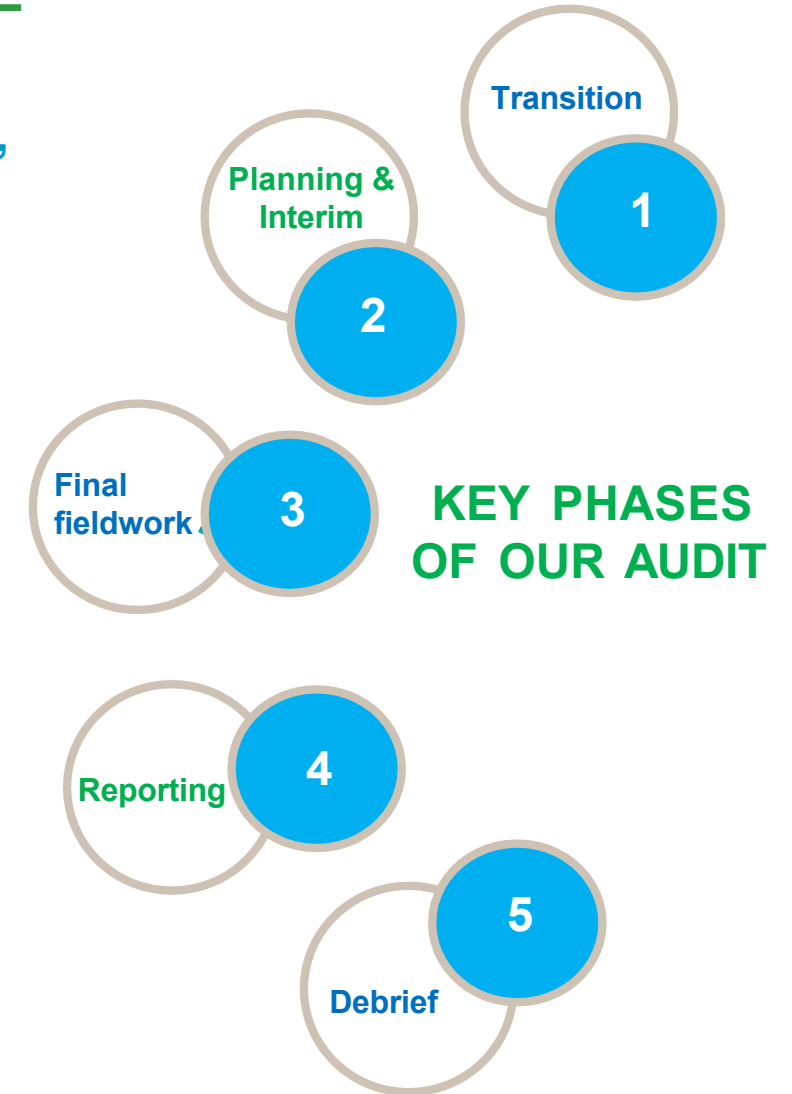 Transition
1
Planning &
Interim
2
Final
fieldwork
3
KEY PHASES
OF OUR AUDIT
4
Reporting
5
Debrief